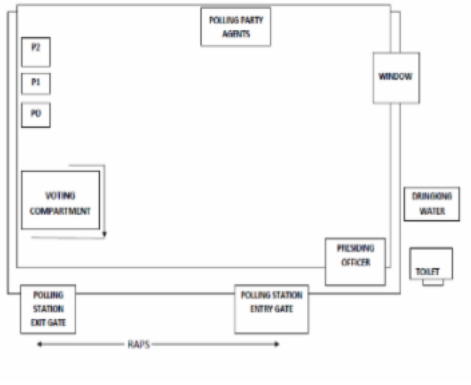 POLLING PARTY
AGENTS
P2
WINDOW
P1
PO
VOTING
COMPARTMENT
DRINGKING
WATER
PRESIDING
OFFICER
TOILET
POLLING
STATION
EXIT GATE
POLLING STATION
ENTRY GATE
RAPS